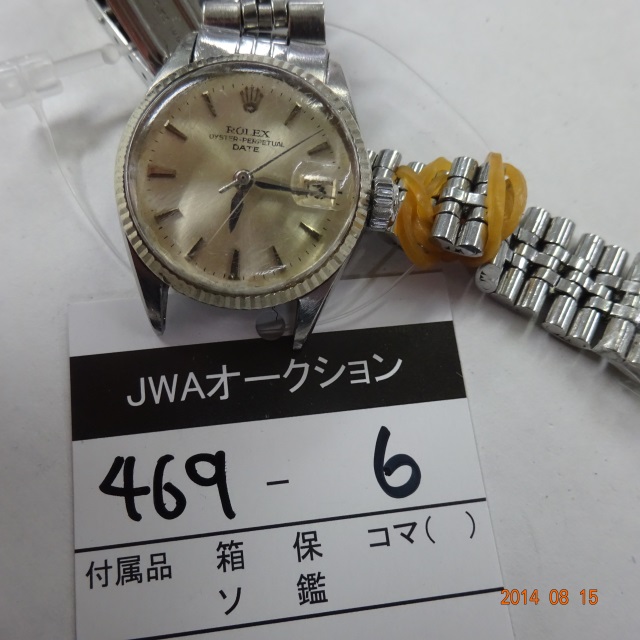 ROLEX
OYSTER-PERPETUAL
DATE
JWAオークション
469 - 6
付属品 箱 保 コマ( )
ソ 鑑
2014 08 15